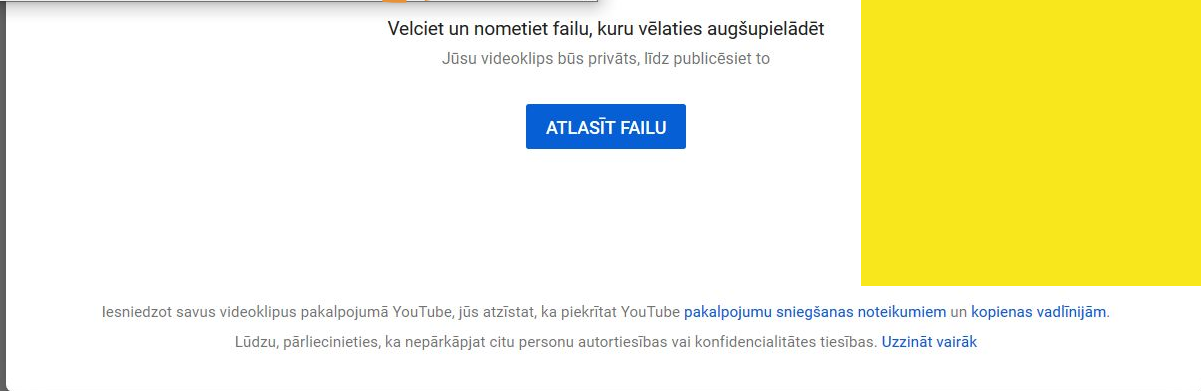 Velciet un nometiet failu, kuru vēlaties augšupielādēt
Jūsu videoklips būs privāts, līdz publicēsiet to
ATLASĪT FAILU
Iesniedzot savus videoklipus pakalpojumā YouTube, jūs atzīstat, ka piekrītat YouTube pakalpojumu sniegšanas noteikumiem un kopienas vadlīnijām.
Lūdzu, pārliecinieties, ka nepārkāpjat citu personu autortiesības vai konfidencialitātes tiesības. Uzzināt vairāk